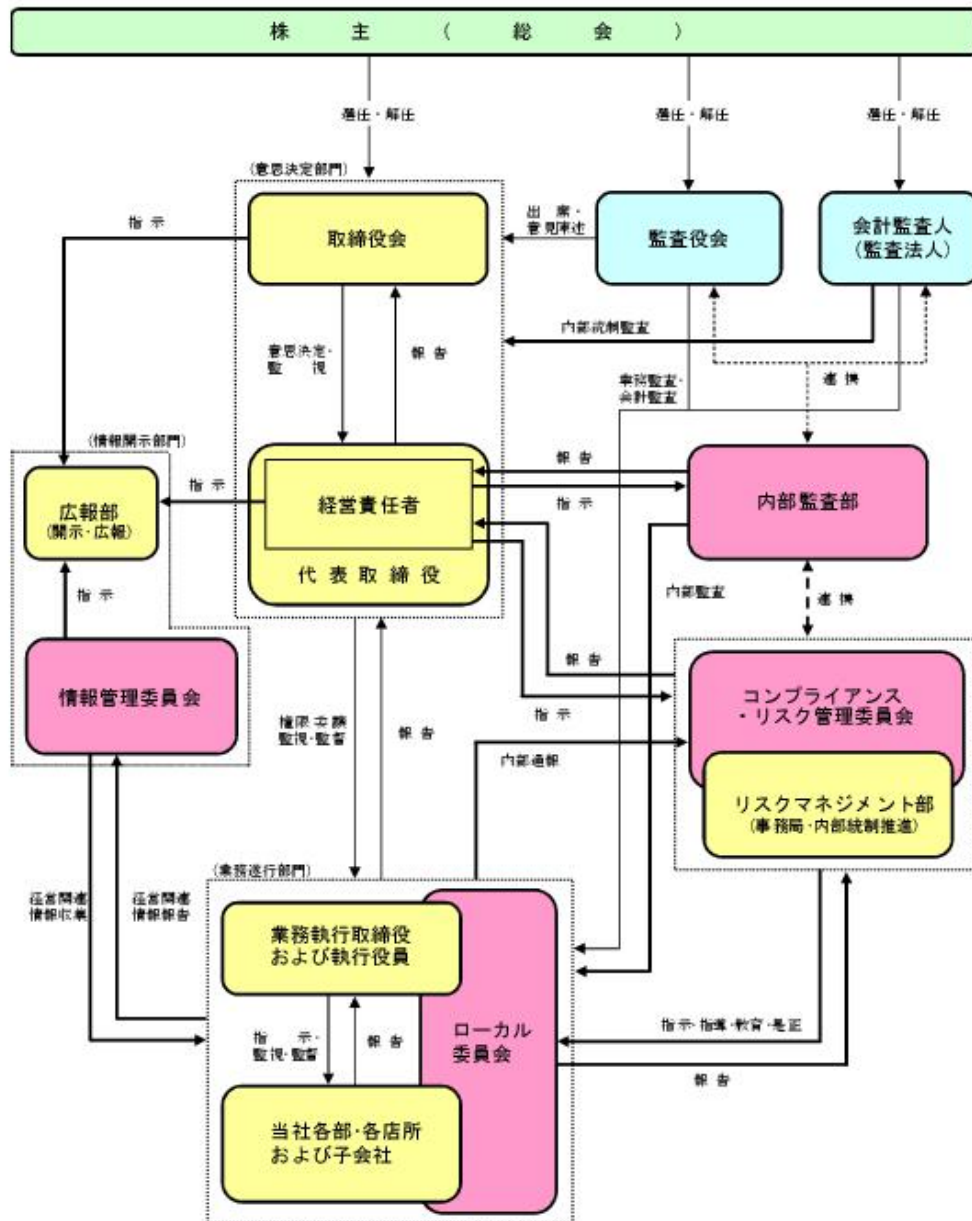 株主(総会)
選任・解任
選任・解任
選任・解任
(意思決定部門)
指示
取締役会
出席・
意見陳述
監査役会
会計監査人
(監査法人)
内部統制監査
意思決定・
監視
報告
業務監査・
会計監査
連携
(情報開示部門)
広報部
(開示・広報)
指示
経営責任者
代表取締役
報告
指示
内部監査部
指示
内部監査
連携
情報管理委員会
報告
指示
コンプライアンス
・リスク管理委員会
権限委譲
監視・監督
報告
内部通報
リスクマネジメント部
(事務局・内部統制推進)
(業務遂行部門)
経営関連
情報収集
経営関連
情報報告
業務執行取締役
および執行役員
ローカル
委員会
指示・
監視・監督
報告
指示・指導・教育・是正
報告
当社各部・各店所
および子会社